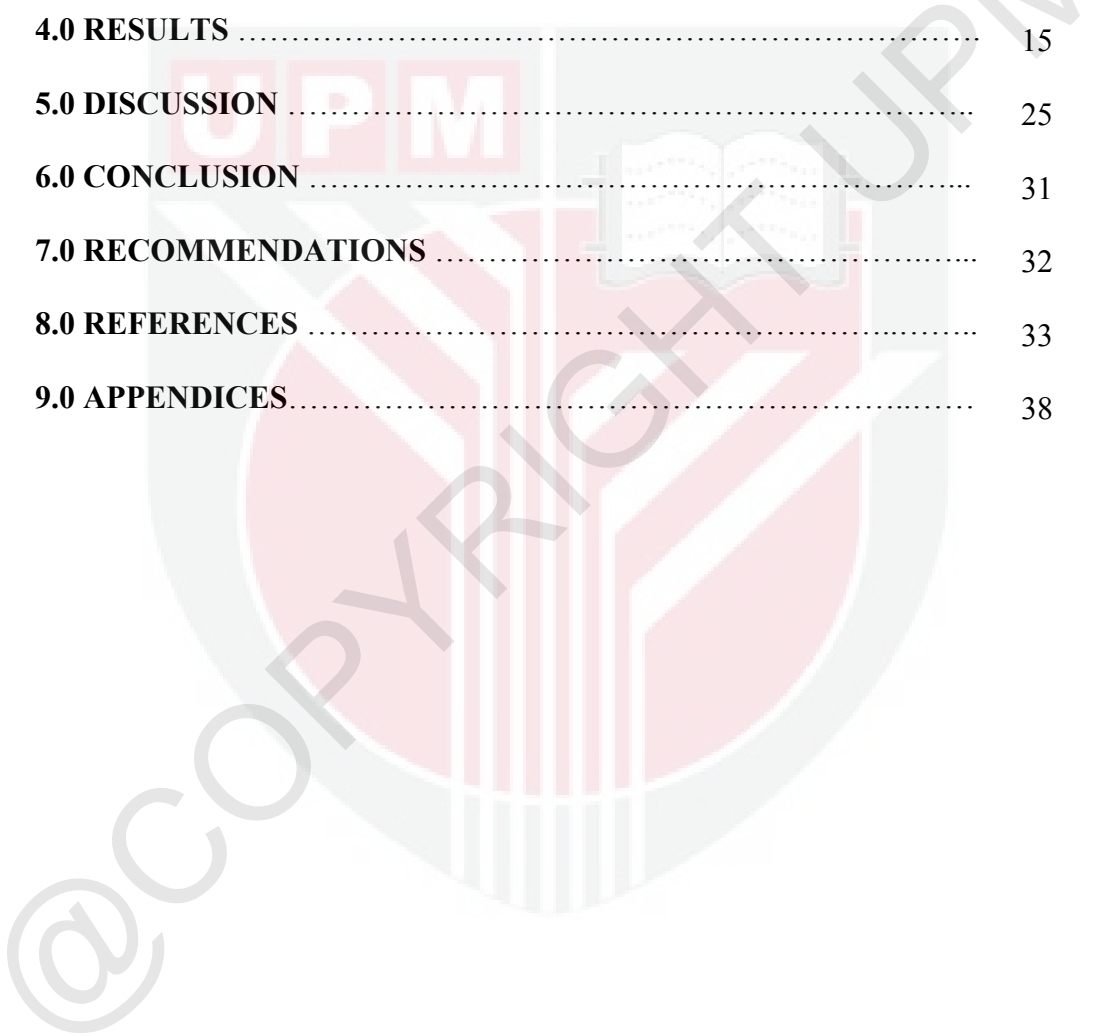 4.0 RESULTS ………………………………………………………………. 15
5.0 DISCUSSION ………………………………………………………….. 25
6.0 CONCLUSION ………………………………………………………... 31
7.0 RECOMMENDATIONS ……………………………………….…... 32
8.0 REFERENCES ………………………………………………..…….. 33
9.0 APPENDICES…………………………………………………..…… 38
UPM
@COPYRIGHT UPM